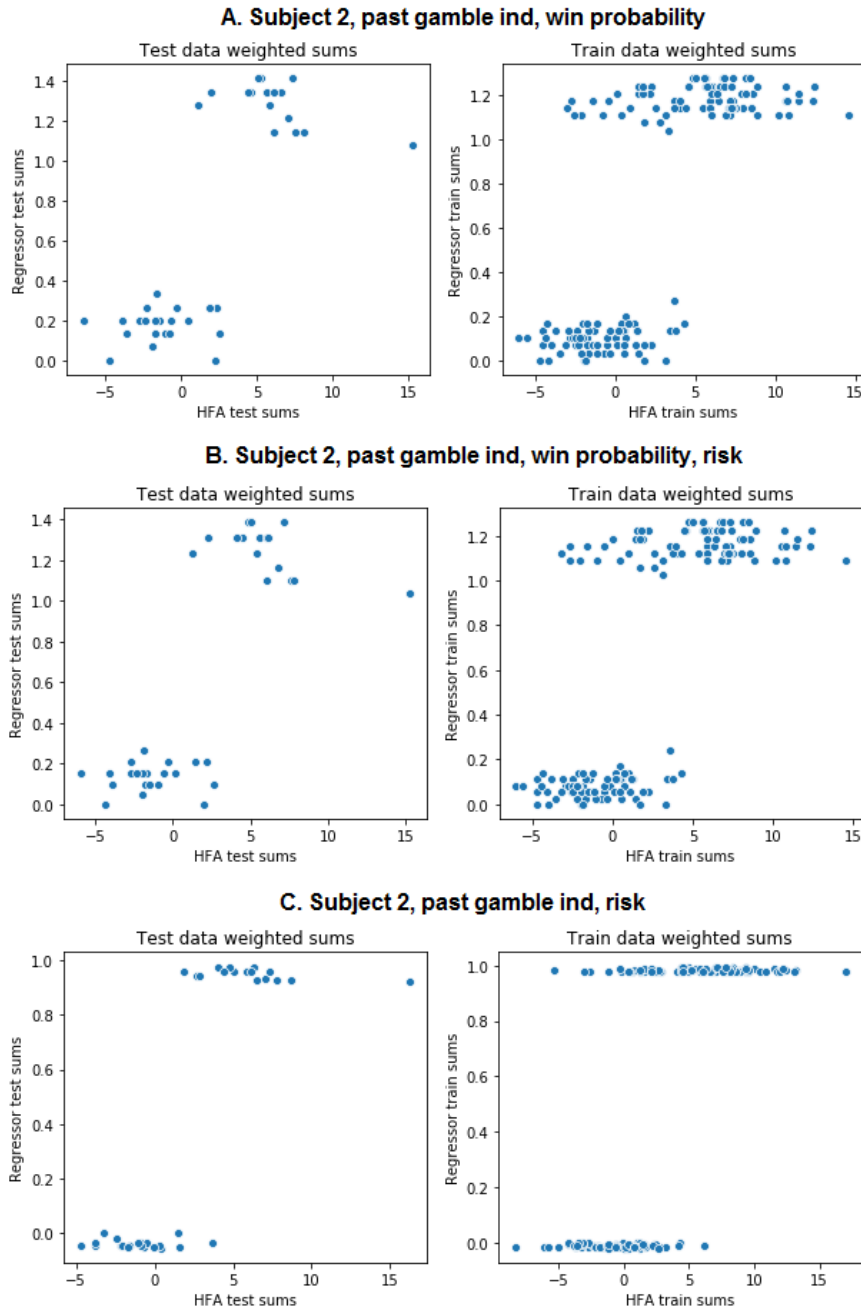 A. Subject 2, past gamble ind, win probability
Test data weighted sums
Train data weighted sums
Regressor test sums
1.4
1.2
1.0
0.8
0.6
0.4
0.2
0.0
−5 0 5 10 15
HFA test sums
Regressor train sums
1.2
1.0
0.8
0.6
0.4
0.2
0.0
−5 0 5 10 15
HFA train sums
B. Subject 2, past gamble ind, win probability, risk
Test data weighted sums
Train data weighted sums
Regressor test sums
1.4
1.2
1.0
0.8
0.6
0.4
0.2
0.0
−5 0 5 10 15
HFA test sums
Regressor train sums
1.2
1.0
0.8
0.6
0.4
0.2
0.0
−5 0 5 10 15
HFA train sums
C. Subject 2, past gamble ind, risk
Test data weighted sums
Train data weighted sums
Regressor test sums
1.0
0.8
0.6
0.4
0.2
0.0
−5 0 5 10 15
HFA test sums
Regressor train sums
1.0
0.8
0.6
0.4
0.2
0.0
−5 0 5 10 15
HFA train sums